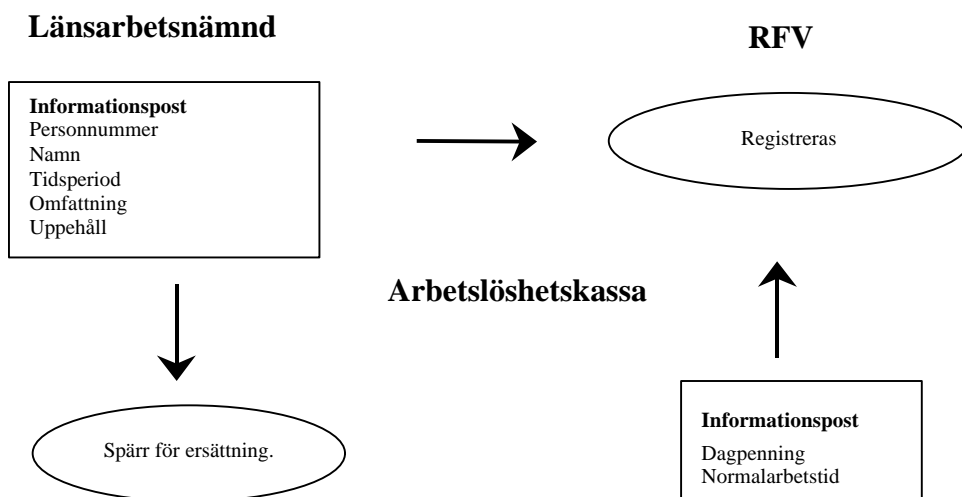 Länsarbetsnämnd
RFV
Informationspost
Personnummer
Namn
Tidsperiod
Omfattning
Uppehåll
Registreras
Arbetslöshetskassa
Spärr för ersättning.
Informationspost
Dagpenning
Normalarbetstid